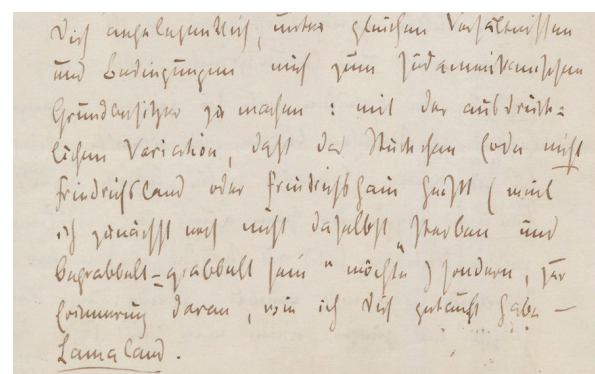 Dich angelegentlich, unter gleichen Verhältnissen
und Bedingungen mich zum südamerikanischen
Grundbesitzer zu machen : mit der ausdrück=
lichen Variation, daß das Stückchen Erde nicht
Friedrichsland oder Friedrichshain heißt (weil
ich zunächst noch nicht daselbst „sterben und
begrabbelt-grabbelt sein“ möchte) sondern, zur
Erinnerung daran, wie ich Dich getauft habe —
Lamaland.